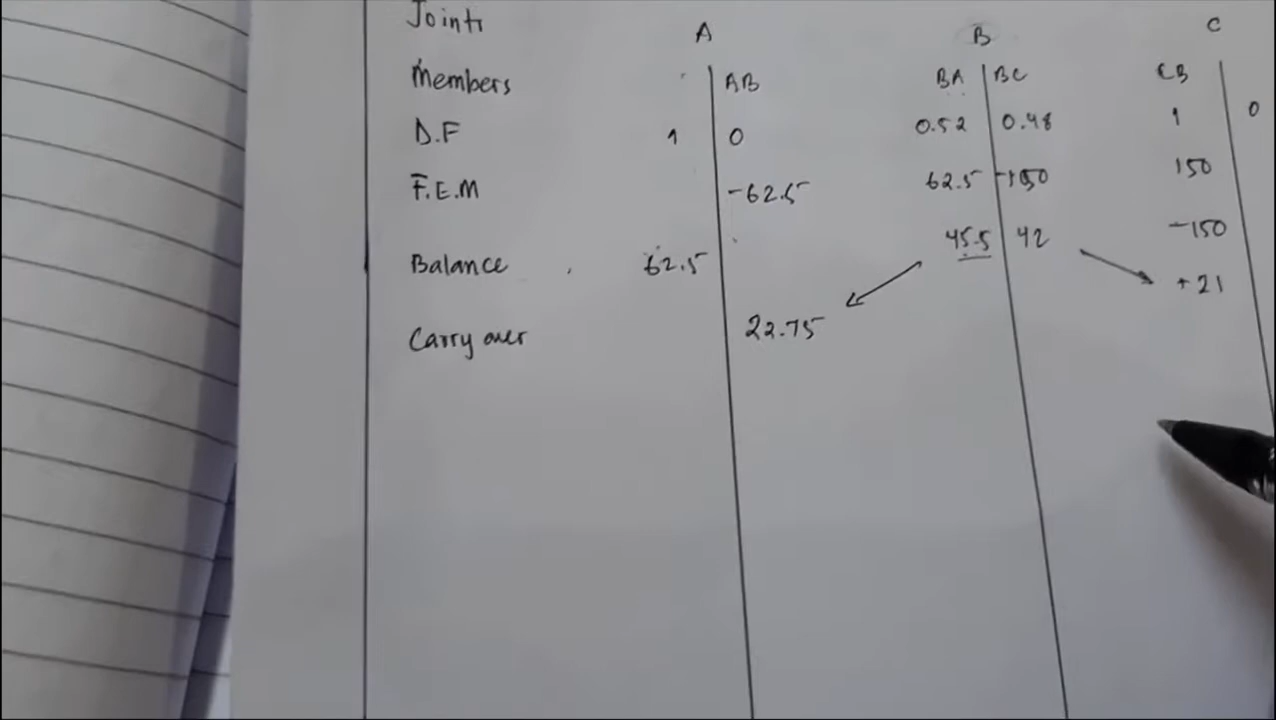 Joints A B C
Members AB BA BC CB
D.F 1 0 0.52 0.48 1 0
F.E.M -62.5 62.5 -150 150
Balance 62.5 45.5 42 -150
+21
Carry over 22.75